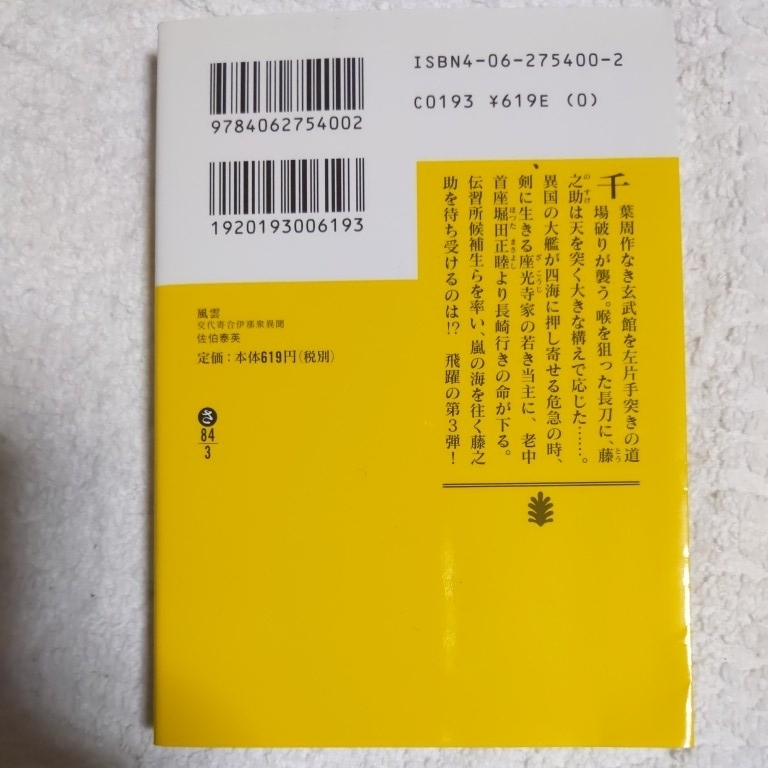 ISBN4-06-275400-2
C0193 ¥619E (0)
9784062754002
1920193006193
千葉周作なき玄武館を左片手突きの道
場破りが襲う。喉を狙った長刀に、藤
之助は天を突く大きな構えで応じた……。
異国の大艦が四海に押し寄せる危急の時、
剣に生きる座光寺家の若き当主に、老中
首座堀田正睦より長崎行きの命が下る。
伝習所候補生らを率い、嵐の海を往く藤之
助を待ち受けるのは!? 飛躍の第3弾!
風雲
交代寄合伊那衆異聞
佐伯泰英
定価:本体619円(税別)
さ
84
3